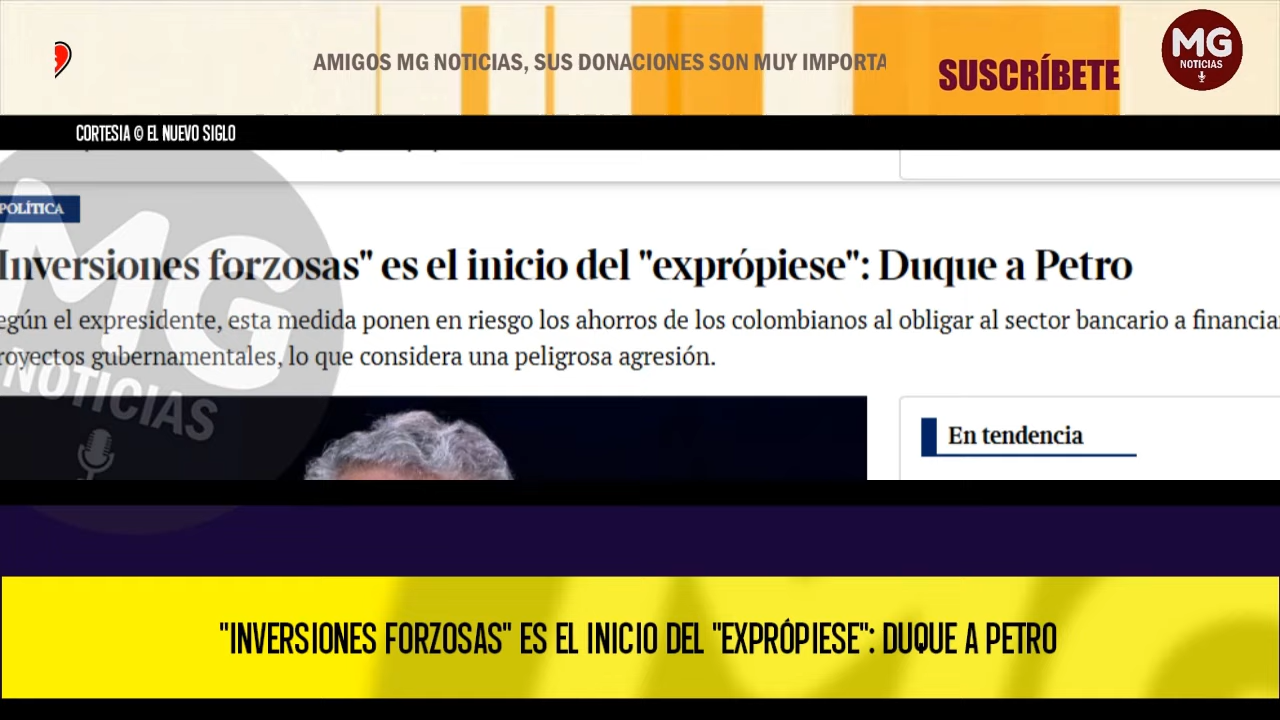 AMIGOS MG NOTICIAS, SUS DONACIONES SON MUY IMPORTA
SUSCRÍBETE
MG
NOTICIAS
CORTESIA © EL NUEVO SIGLO
POLÍTICA
Inversiones forzosas" es el inicio del "exprópiese": Duque a Petro
egún el expresidente, esta medida ponen en riesgo los ahorros de los colombianos al obligar al sector bancario a financiar
royectos gubernamentales, lo que considera una peligrosa agresión.
MG
NOTICIAS
En tendencia
"INVERSIONES FORZOSAS" ES EL INICIO DEL "EXPRÓPIESE": DUQUE A PETRO